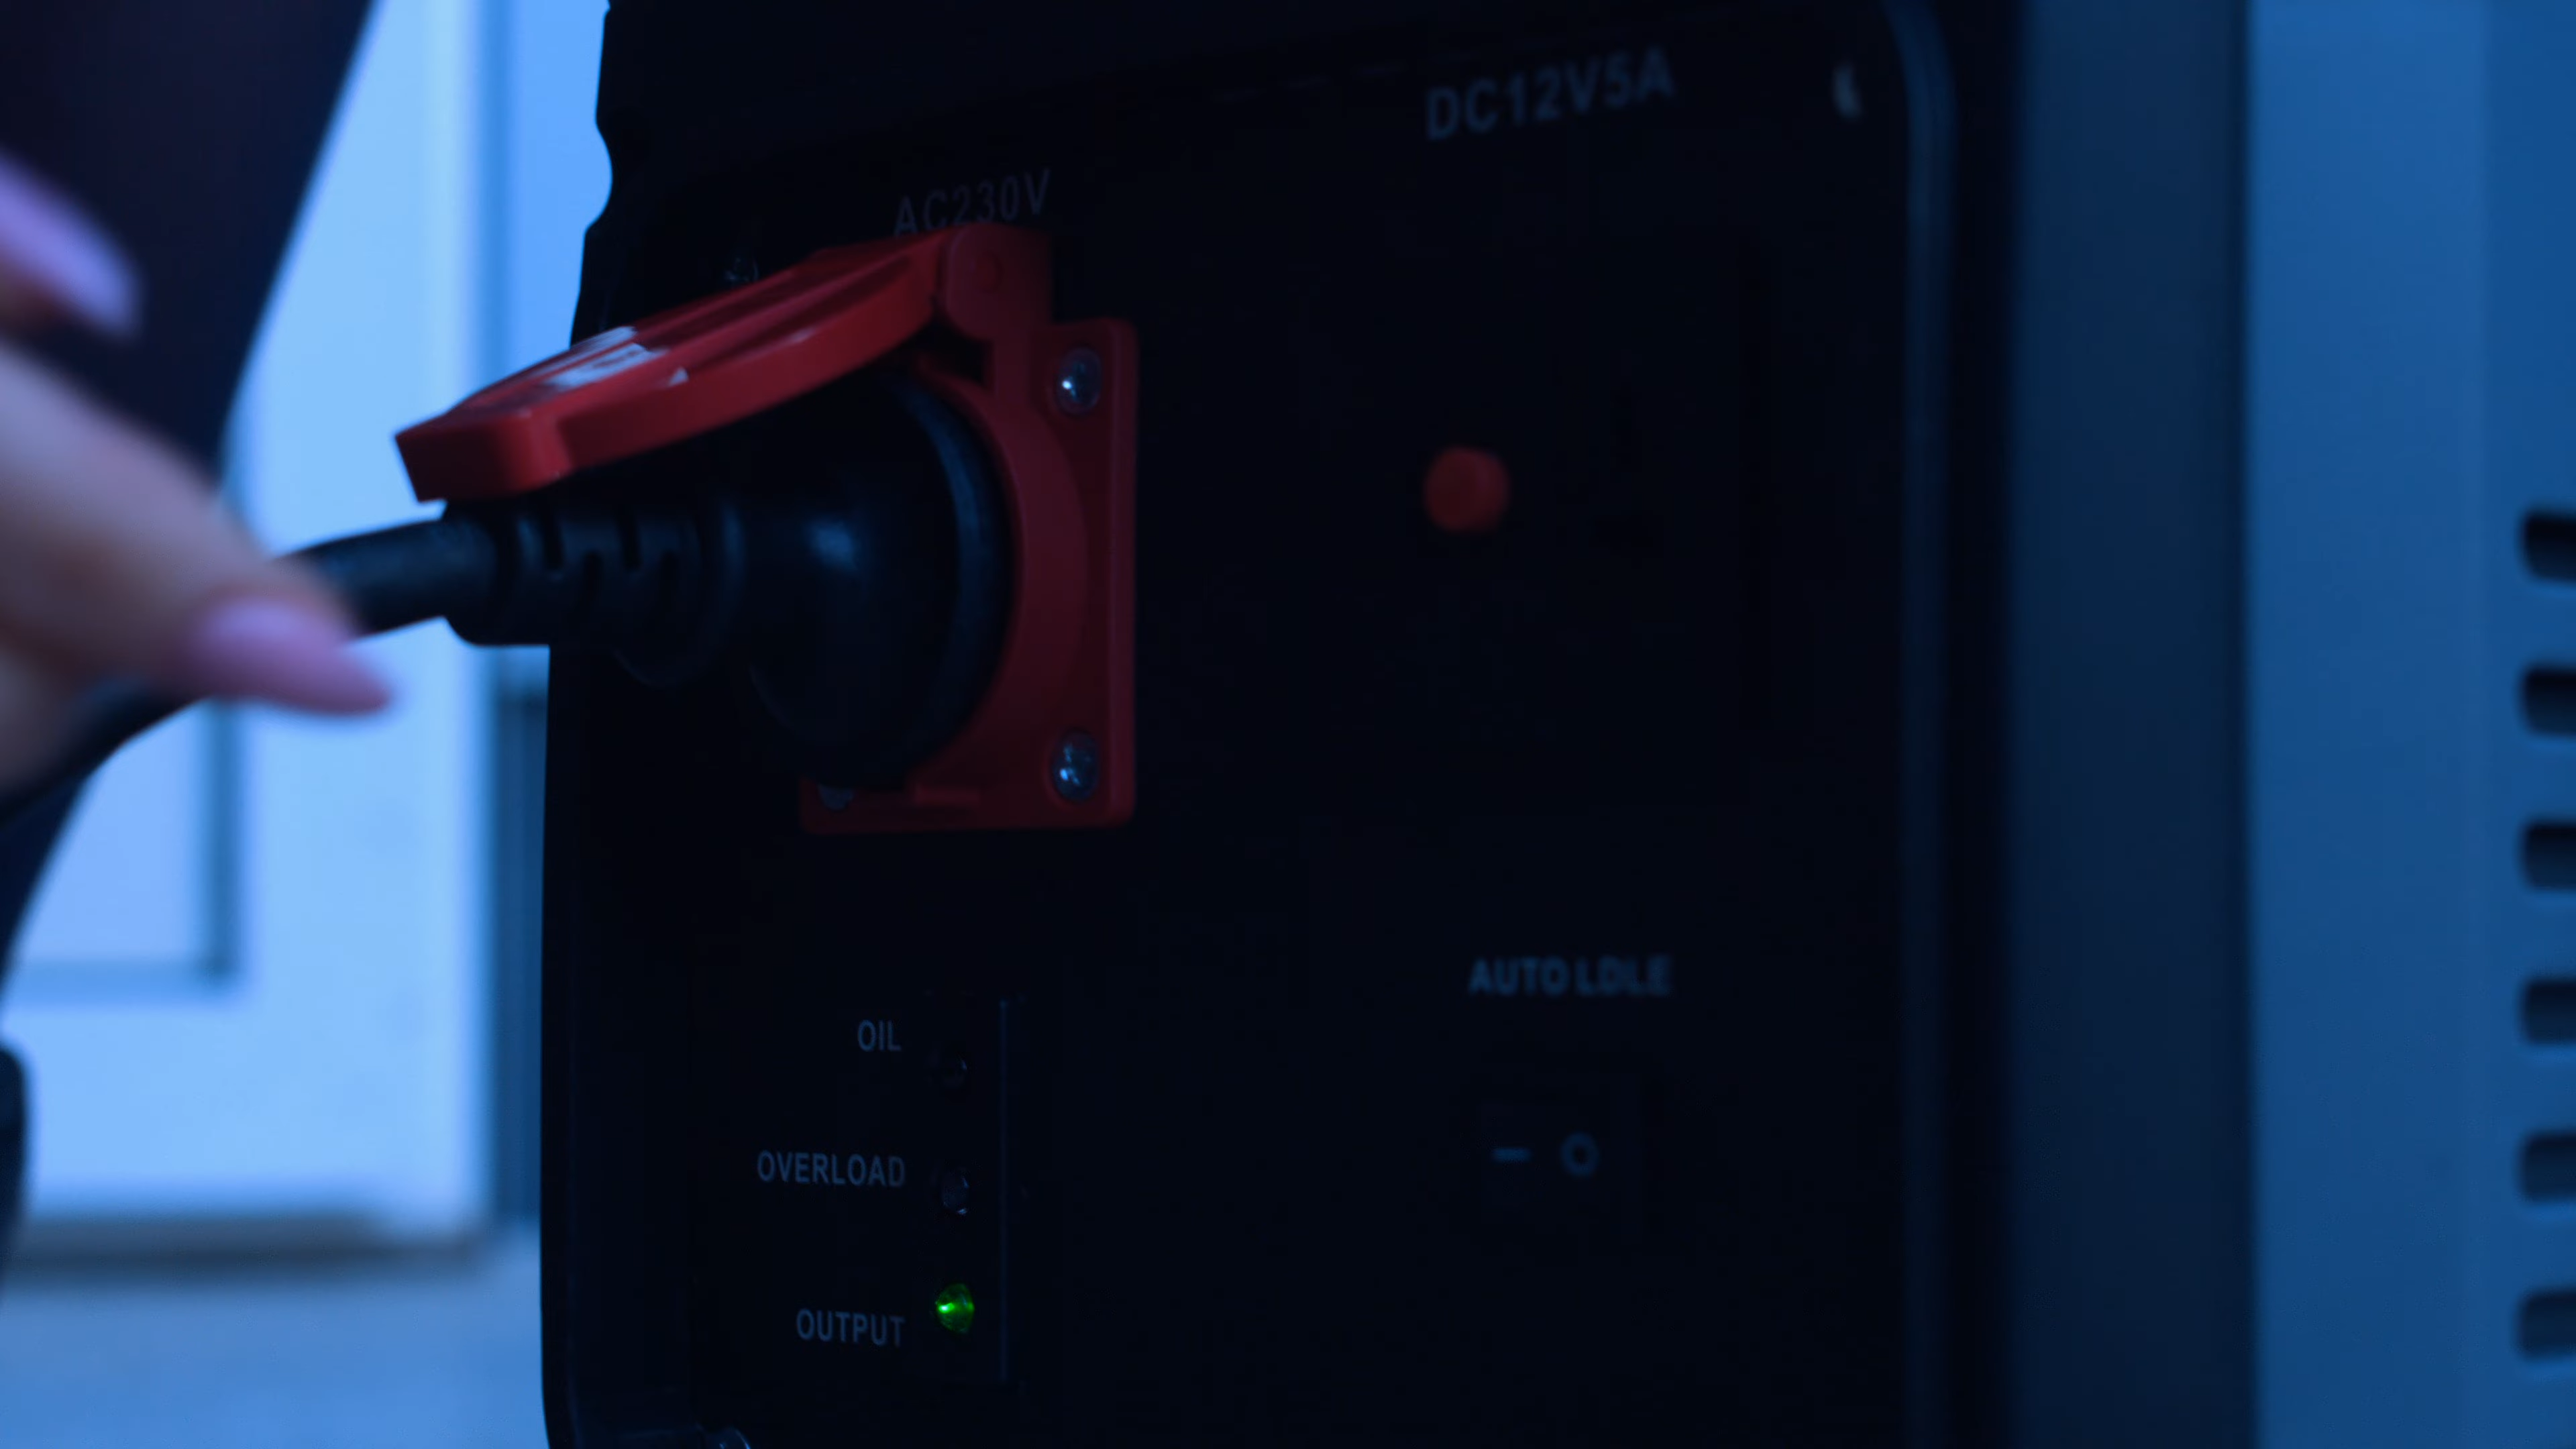 DC12V5A
AC230V
AUTO LDLE
OIL
OVERLOAD
OUTPUT